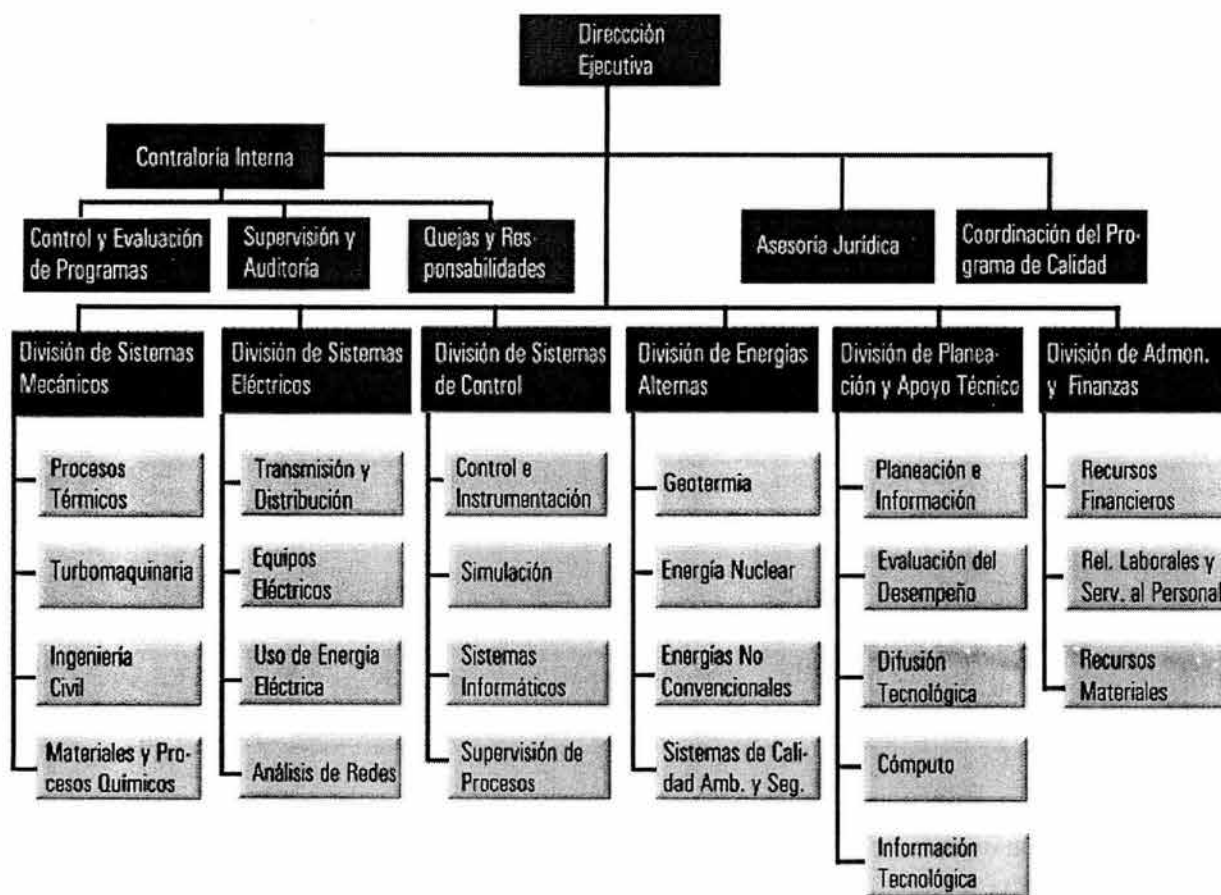 Direccción
Ejecutiva
Contraloría Interna
Control y Evaluación
de Programas
Supervisión y
Auditoría
Quejas y Res-
ponsabilidades
Asesoría Jurídica
Coordinación del Pro-
grama de Calidad
División de Sistemas
Mecánicos
División de Sistemas
Eléctricos
División de Sistemas
de Control
División de Energías
Alternas
División de Planea-
ción y Apoyo Técnico
División de Admon.
y Finanzas
Procesos
Térmicos
Turbomaquinaria
Ingeniería
Civil
Materiales y Pro-
cesos Químicos
Transmisión y
Distribución
Equipos
Eléctricos
Uso de Energía
Eléctrica
Análisis de Redes
Control e
Instrumentación
Simulación
Sistemas
Informáticos
Supervisión de
Procesos
Geotermia
Energía Nuclear
Energías No
Convencionales
Sistemas de Cali-
dad Amb. y Seg.
Planeación e
Información
Evaluación del
Desempeño
Difusión
Tecnológica
Cómputo
Información
Tecnológica
Recursos
Financieros
Rel. Laborales y
Serv. al Personal
Recursos
Materiales